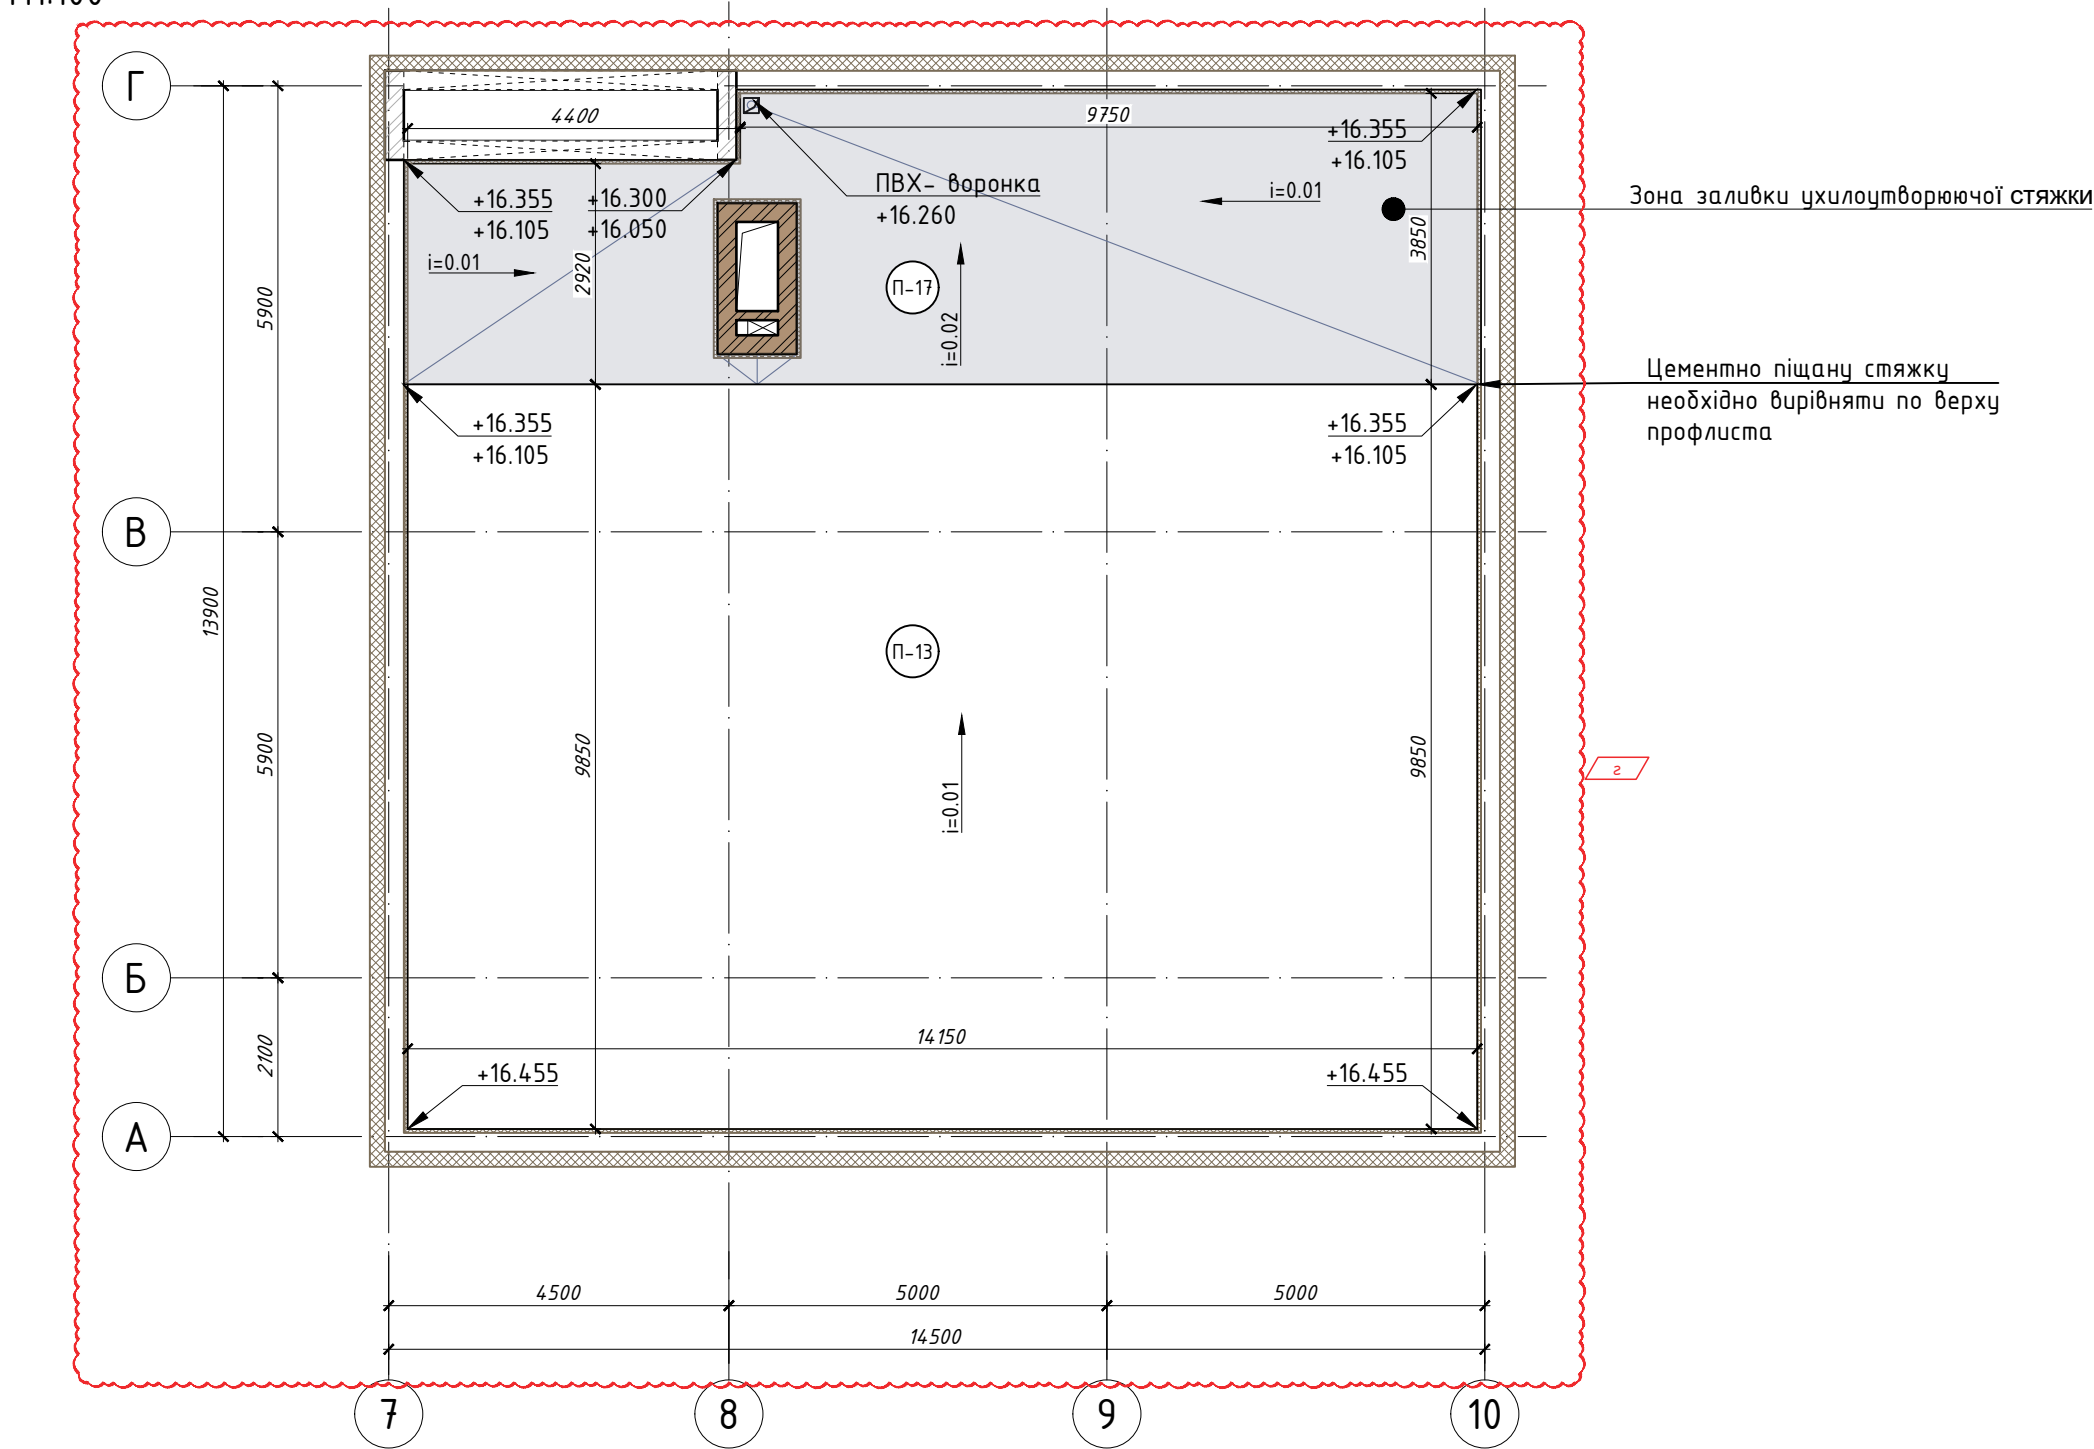 Г
4400
9750
+16.355
+16.105
ПВХ- воронка
+16.260
+16.355
+16.105
+16.300
+16.050
i=0.01
Зона заливки ухилоутворюючої стяжки
3850
i=0.01
2920
П-17
i=0.02
5900
Цементно піщану стяжку
необхідно вирівняти по верху
профлиста
+16.355
+16.105
+16.355
+16.105
В
13900
П-13
5900
9850
9850
i=0.01
2
Б
2100
14150
+16.455
+16.455
А
4500
5000
5000
14500
7
8
9
10